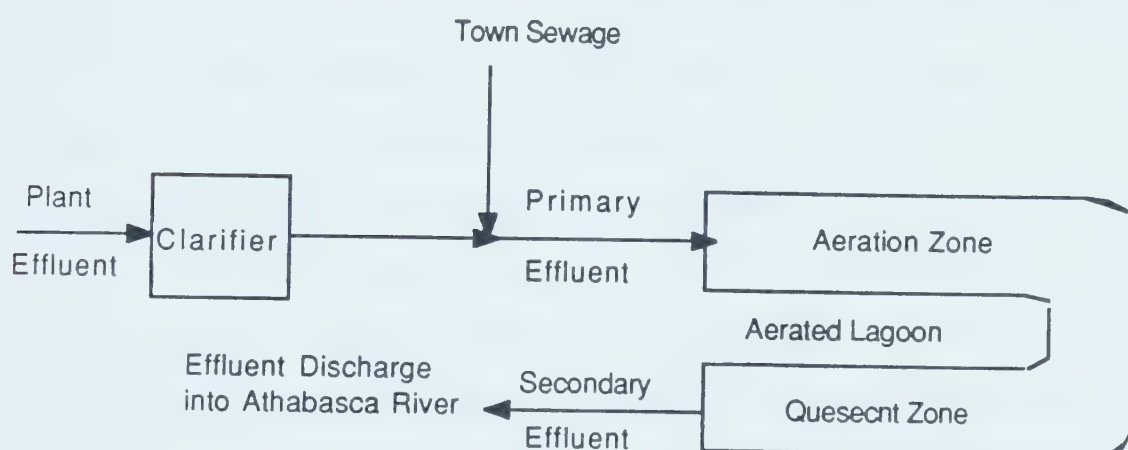 Town Sewage
Plant
Effluent
Clarifier
Primary
Effluent
Aeration Zone
Aerated Lagoon
Effluent Discharge
into Athabasca River
Secondary
Effluent
Quesecnt Zone